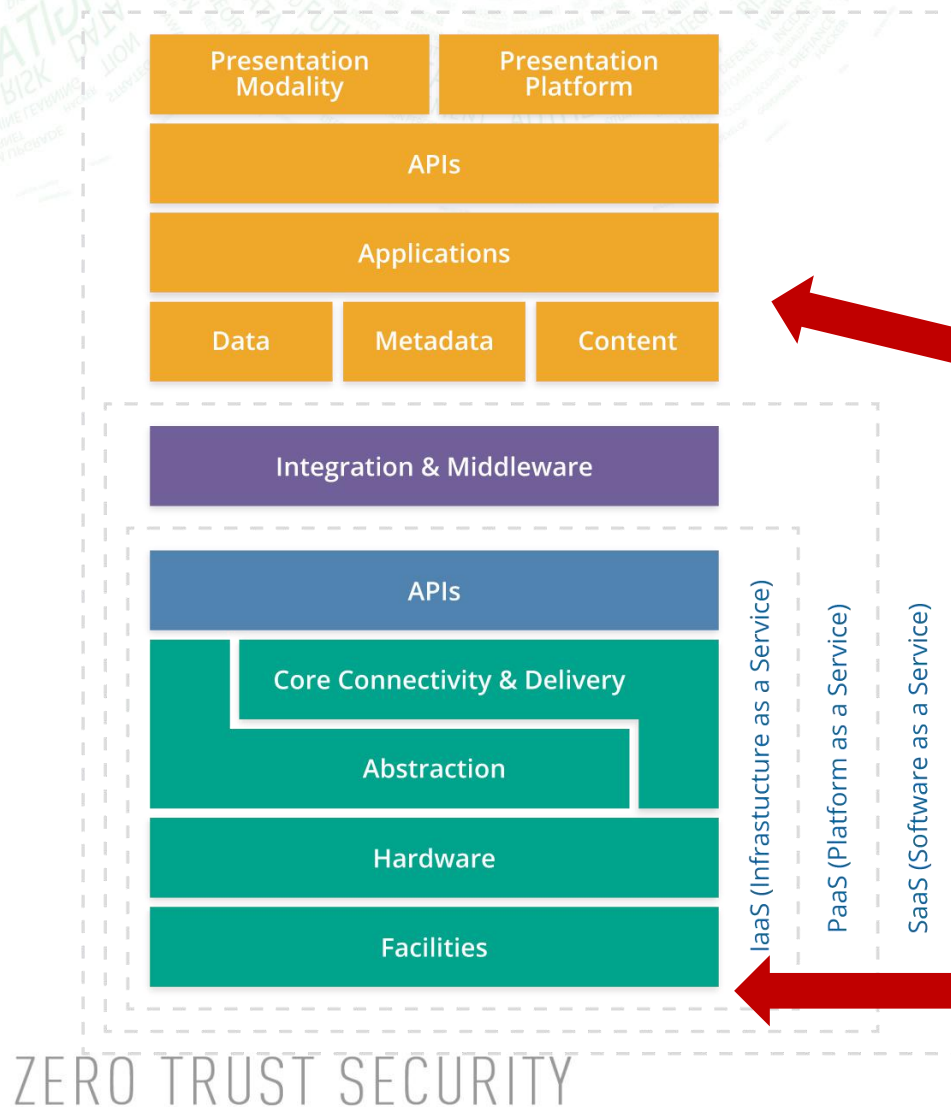 Presentation
Modality
Presentation
Platform
APIs
Applications
Data
Metadata
Content
Integration & Middleware
APIs
Core Connectivity & Delivery
Abstraction
Hardware
Facilities
IaaS (Infrastucture as a Service)
PaaS (Platform as a Service)
SaaS (Software as a Service)
ZERO TRUST SECURITY